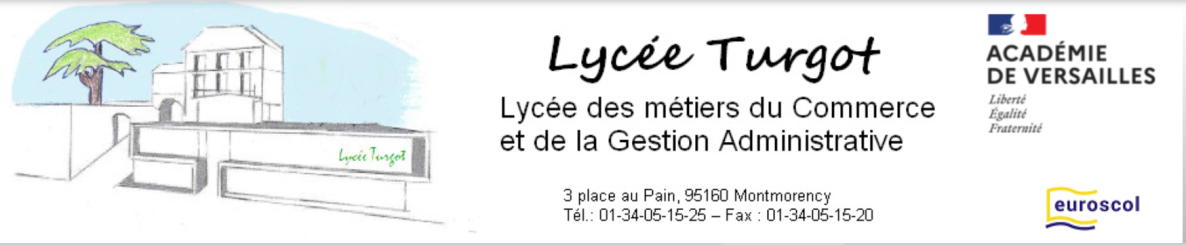 Lycée Turgot
Lycée Turgot
Lycée des métiers du Commerce
et de la Gestion Administrative
3 place au Pain, 95160 Montmorency
Tél.: 01-34-05-15-25 – Fax : 01-34-05-15-20
ACADÉMIE
DE VERSAILLES
Liberté
Égalité
Fraternité
euroscol